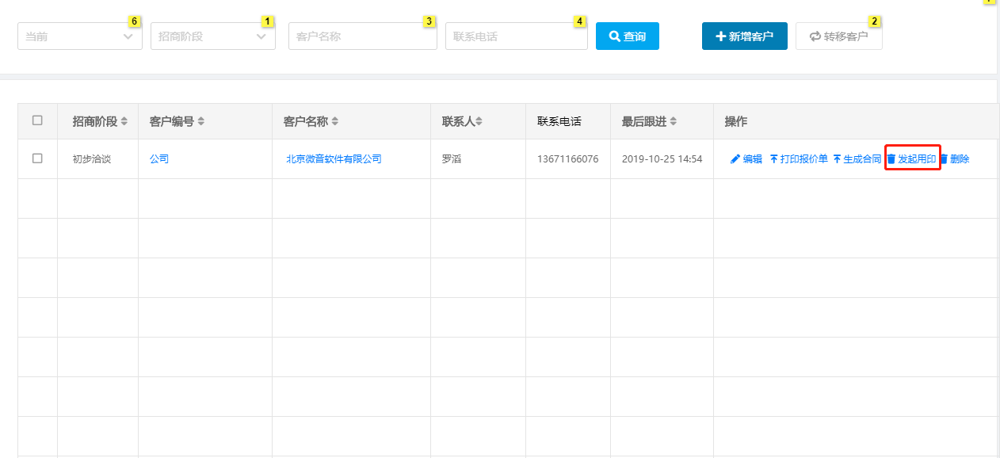 6 1 3 4 2
当前 招商阶段 客户名称 联系电话 查询 新增客户 转移客户
招商阶段 客户编号 客户名称 联系人 联系电话 最后跟进 操作
初步洽谈 公司 北京微音软件有限公司 罗滔 13671166076 2019-10-25 14:54 编辑 打印报价单 生成合同 发起用印 删除